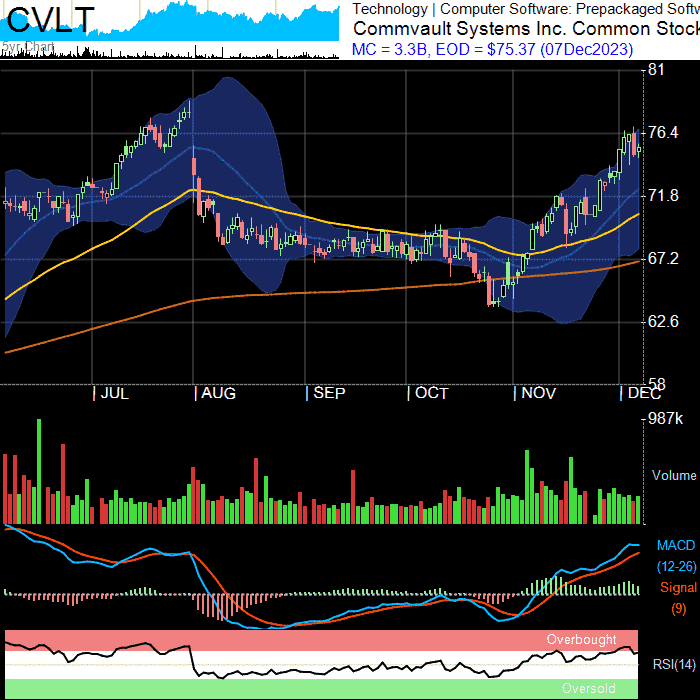 CVLT
5yr Chart
Technology | Computer Software: Prepackaged Softw
Commvault Systems Inc. Common Stock
MC = 3.3B, EOD = $75.37 (07Dec2023)
81
76.4
71.8
67.2
62.6
58
| JUL | AUG | SEP | OCT | NOV | DEC
987k
Volume
MACD
(12-26)
Signal
(9)
Overbought
RSI(14)
Oversold